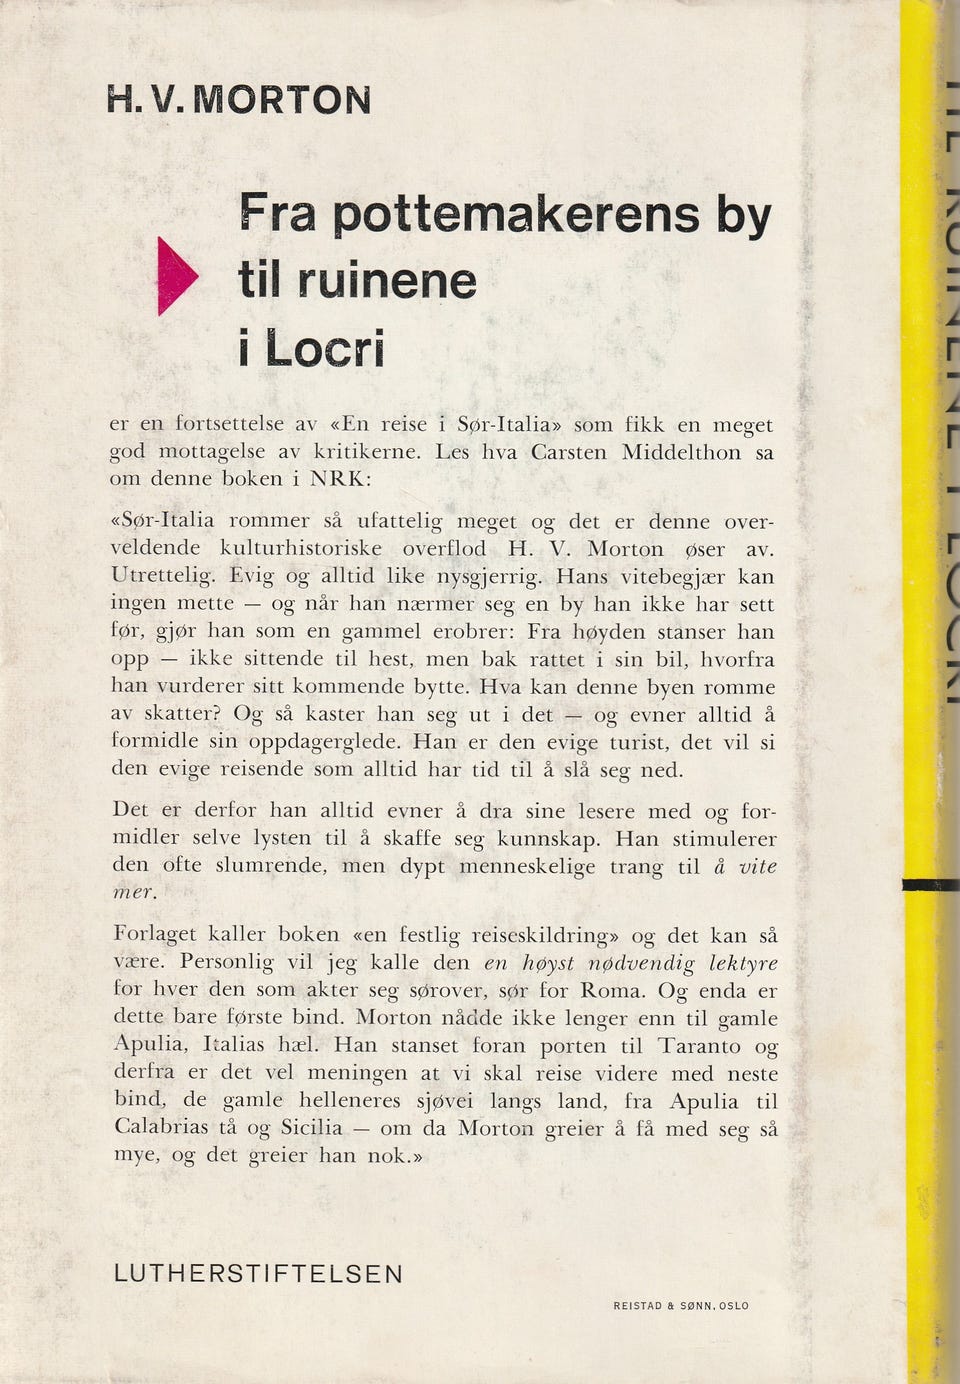 H. V. MORTON
Fra pottemakerens by
til ruinene
i Locri
er en fortsettelse av «En reise i Sør-Italia» som fikk en meget
god mottagelse av kritikerne. Les hva Carsten Middelthon sa
om denne boken i NRK:
«Sør-Italia rommer så ufattelig meget og det er denne over-
veldende kulturhistoriske overflod H. V. Morton øser av.
Utrettelig. Evig og alltid like nysgjerrig. Hans vitebegjær kan
ingen mette — og når han nærmer seg en by han ikke har sett
før, gjør han som en gammel erobrer: Fra høyden stanser han
opp — ikke sittende til hest, men bak rattet i sin bil, hvorfra
han vurderer sitt kommende bytte. Hva kan denne byen romme
av skatter? Og så kaster han seg ut i det — og evner alltid å
formidle sin oppdagerglede. Han er den evige turist, det vil si
den evige reisende som alltid har tid til å slå seg ned.
Det er derfor han alltid evner å dra sine lesere med og for-
midler selve lysten til å skaffe seg kunnskap. Han stimulerer
den ofte slumrende, men dypt menneskelige trang til å vite
mer.
Forlaget kaller boken «en festlig reiseskildring» og det kan så
være. Personlig vil jeg kalle den en høyst nødvendig lektyre
for hver den som akter seg sørover, sør for Roma. Og enda er
dette bare første bind. Morton nådde ikke lenger enn til gamle
Apulia, Italias hæl. Han stanset foran porten til Taranto og
derfra er det vel meningen at vi skal reise videre med neste
bind, de gamle helleneres sjøvei langs land, fra Apulia til
Calabrias tå og Sicilia — om da Morton greier å få med seg så
mye, og det greier han nok.»
LUTHERSTIFTELSEN
REISTAD & SØNN, OSLO
TIL RUINENE I LOCRI